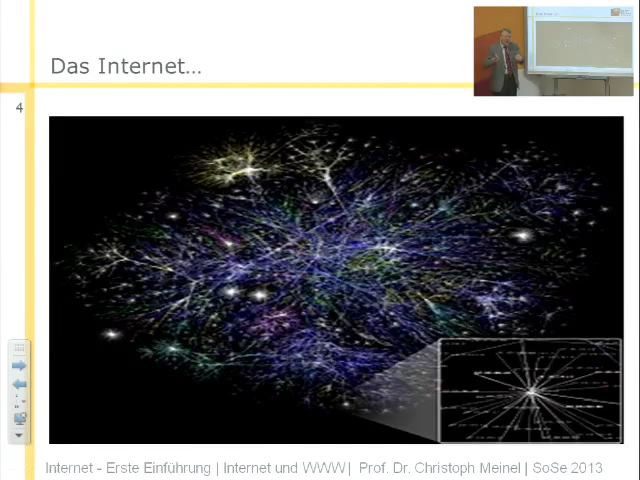 Das Internet...
4
Internet - Erste Einführung | Internet und WWW | Prof. Dr. Christoph Meinel | SoSe 2013